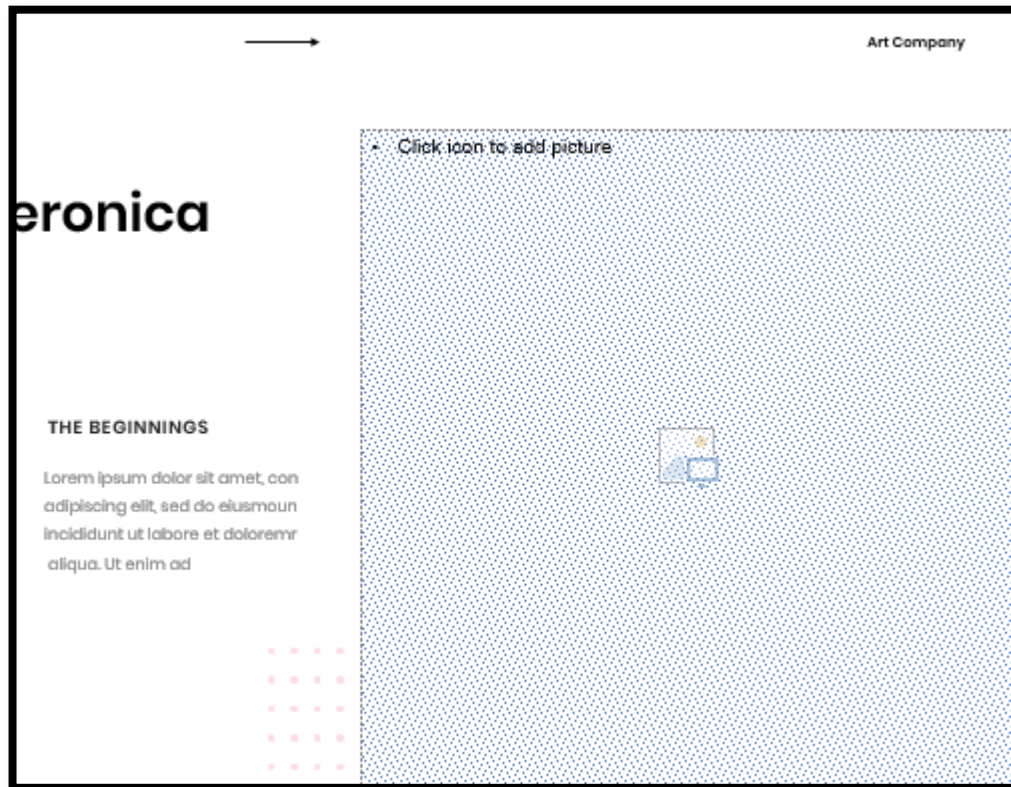 Art Company
Click icon to add picture
eronica
THE BEGINNINGS
Lorem ipsum dolor sit amet, con
adipiscing elit, sed do eiusmoun
incididunt ut labore et doloremr
aliqua. Ut enim ad